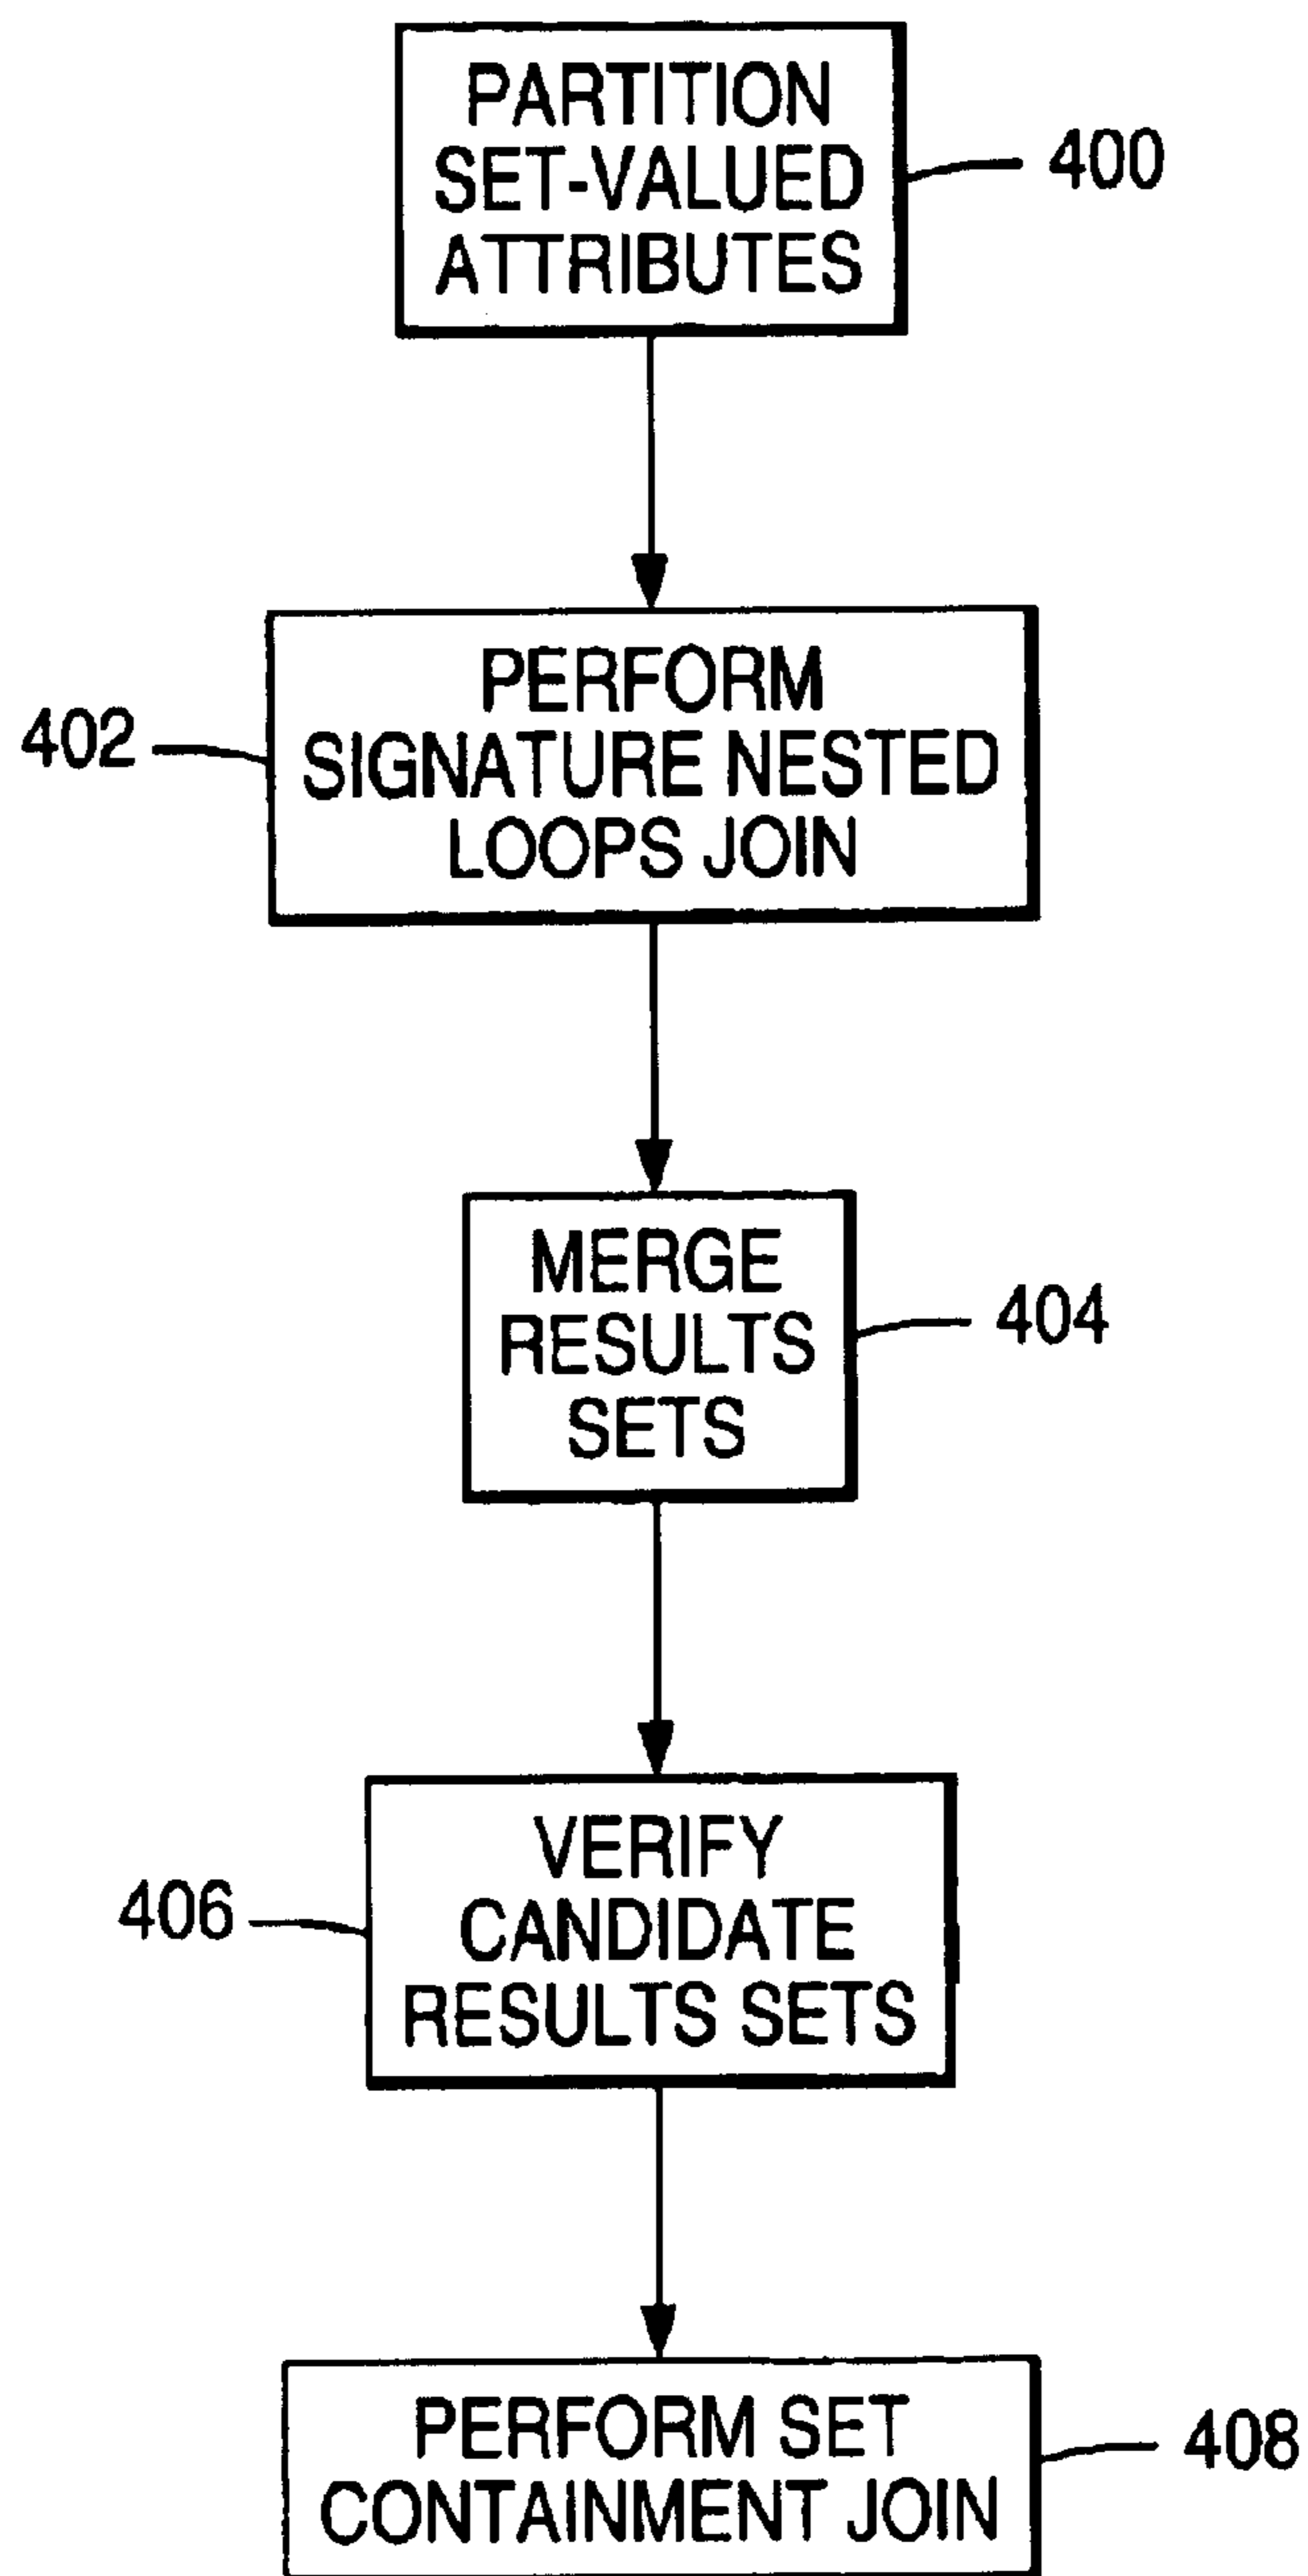 PARTITION
SET-VALUED
ATTRIBUTES
400
402
PERFORM
SIGNATURE NESTED
LOOPS JOIN
MERGE
RESULTS
SETS
404
406
VERIFY
CANDIDATE
RESULTS SETS
PERFORM SET
CONTAINMENT JOIN
408